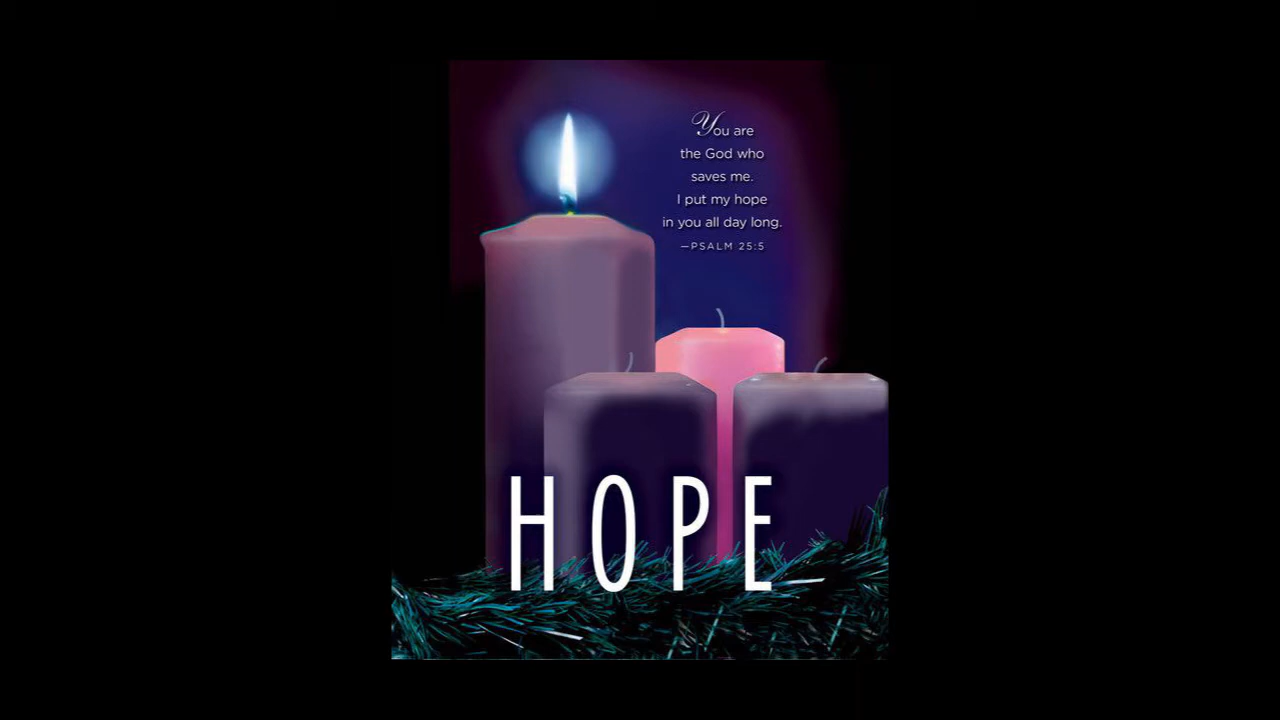 You are
the God who
saves me.
I put my hope
in you all day long.
—PSALM 25:5
HOPE